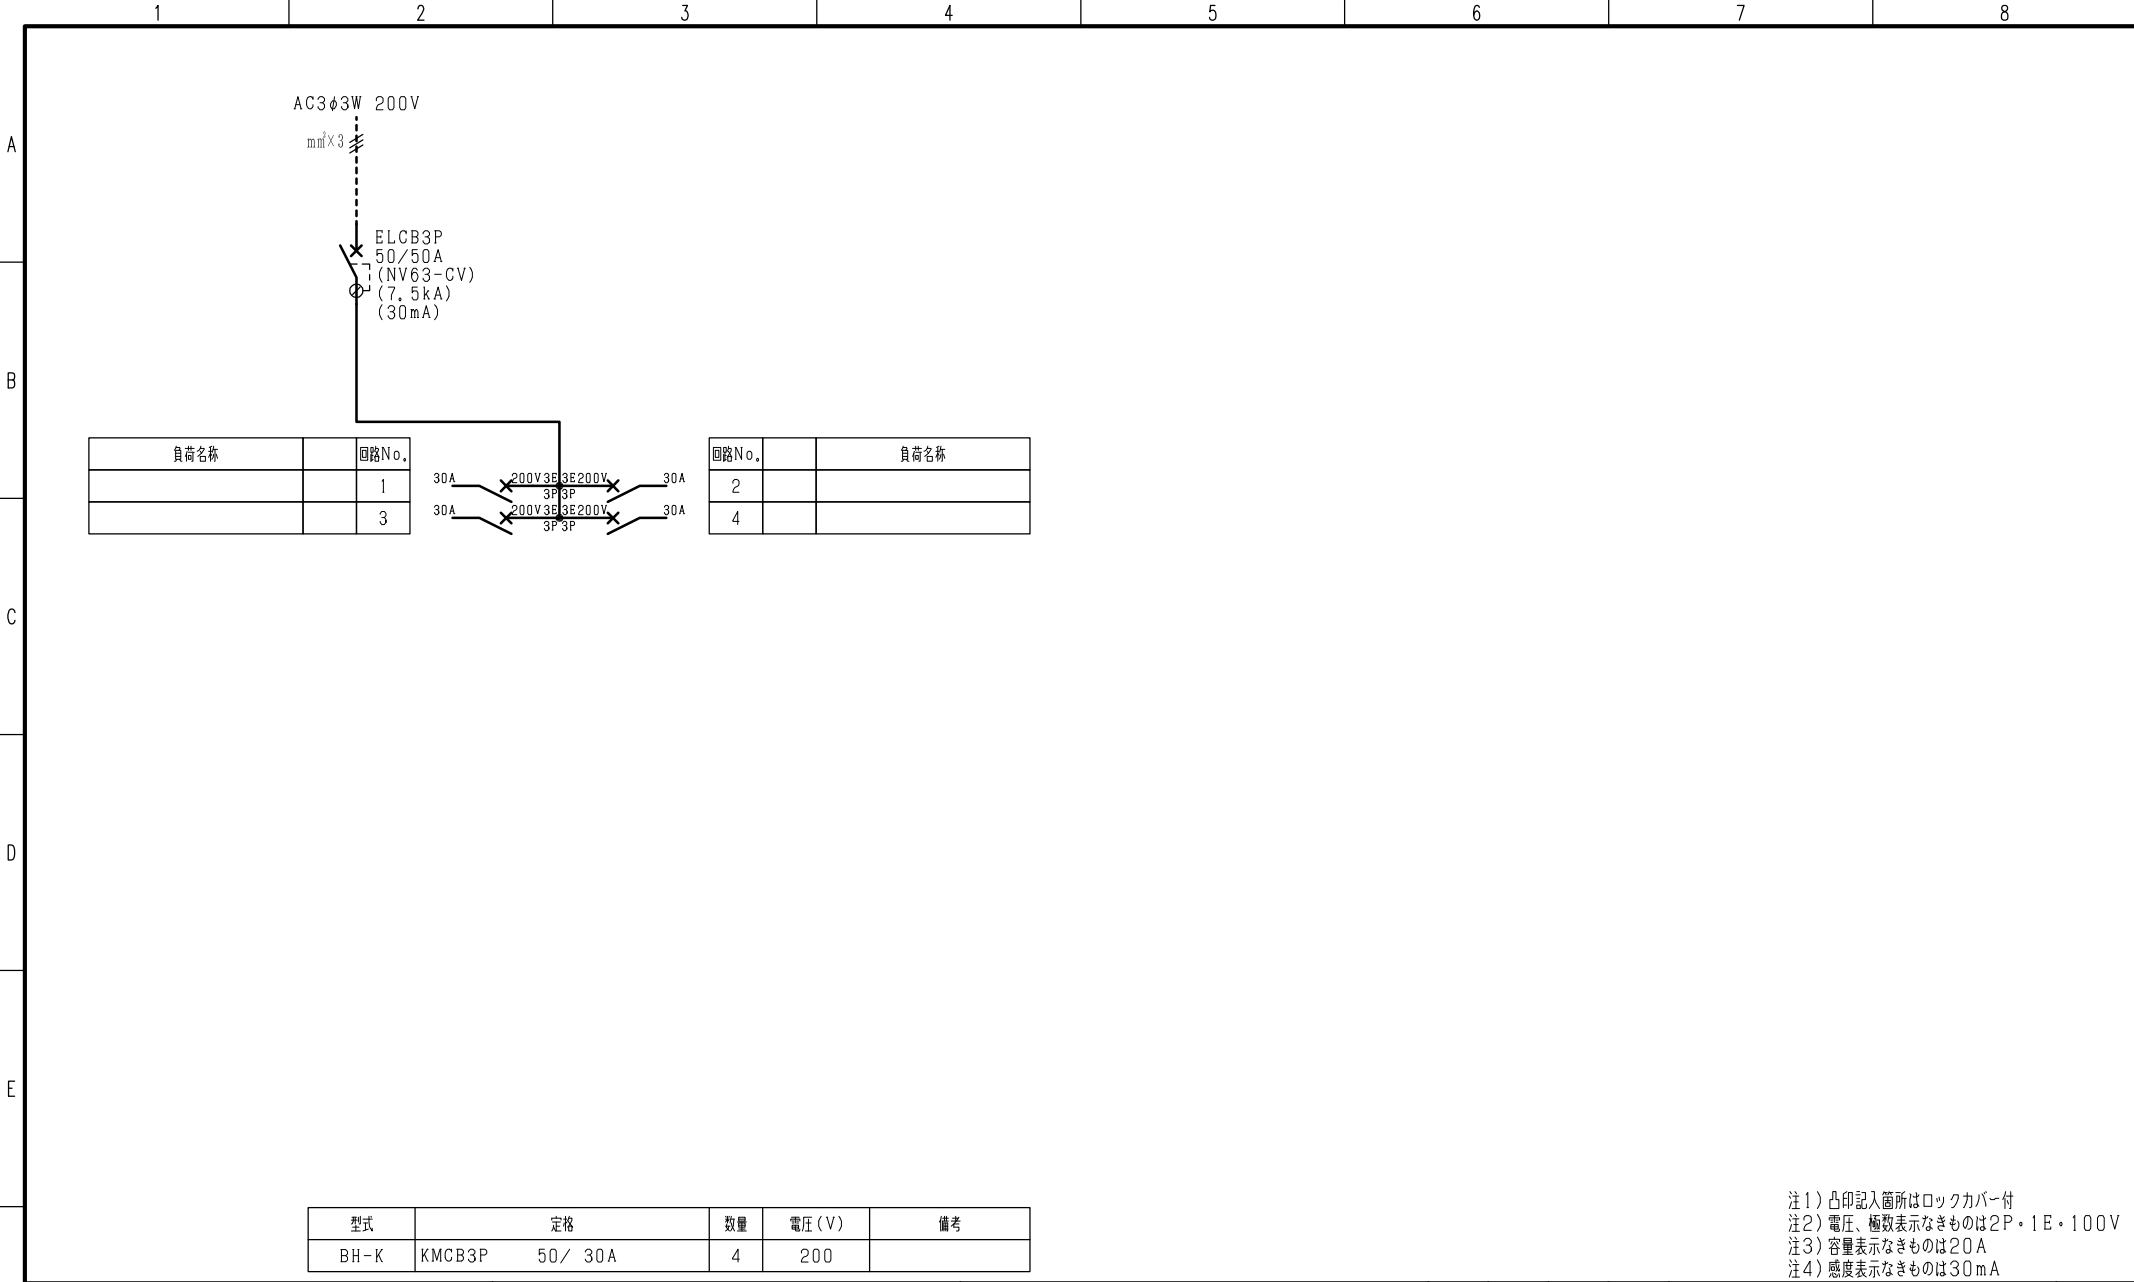 1 2 3 4 5 6 7 8
AC3φ3W 200V
A
mm²×3
ELCB3P
50/50A
(NV63-CV)
(7.5kA)
(30mA)
B
負荷名称 回路No. 回路No. 負荷名称
1 30A 200V 3E 3E 200V 30A 2
3P 3P
3 30A 200V 3E 3E 200V 30A 4
3P 3P
C
D
E
型式 定格 数量 電圧(V) 備考
BH-K KMCB3P 50/ 30A 4 200
注1)凸印記入箇所はロックカバー付
注2)電圧、極数表示なきものは2P・1E・100V
注3)容量表示なきものは20A
注4)感度表示なきものは30mA